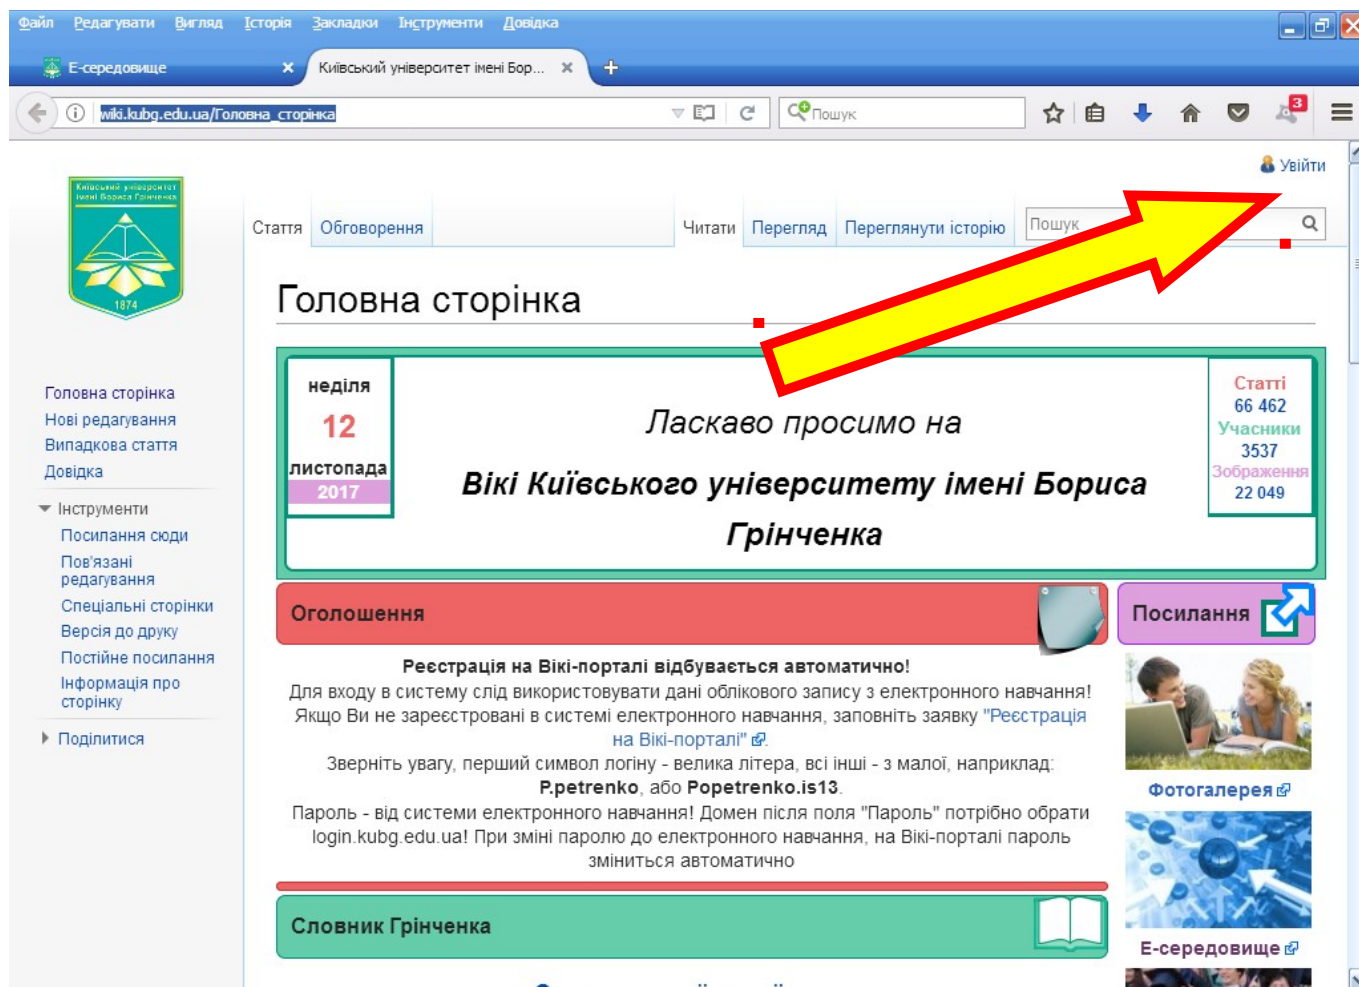 Файл Редагувати Вигляд Історія Закладки Інструменти Довідка
Е-середовище
Київський університет імені Бор...
wiki.kubg.edu.ua/Головна_сторінка
Пошук
3
Увійти
Київський університет
імені Бориса Грінченка
1874
Стаття Обговорення
Читати Перегляд Переглянути історію
Пошук
Головна сторінка
Головна сторінка
Нові редагування
Випадкова стаття
Довідка
Інструменти
Посилання сюди
Пов'язані
редагування
Спеціальні сторінки
Версія до друку
Постійне посилання
Інформація про
сторінку
Поділитися
неділя
12
листопада
2017
Ласкаво просимо на
Вікі Київського університету імені Бориса
Грінченка
Статті
66 462
Учасники
3537
Зображення
22 049
Оголошення
Реєстрація на Вікі-порталі відбувається автоматично!
Для входу в систему слід використовувати дані облікового запису з електронного навчання!
Якщо Ви не зареєстровані в системі електронного навчання, заповніть заявку "Реєстрація
на Вікі-порталі".
Зверніть увагу, перший символ логіну - велика літера, всі інші - з малої, наприклад:
P.petrenko, або Popetrenko.is13.
Пароль - від системи електронного навчання! Домен після поля "Пароль" потрібно обрати
login.kubg.edu.ua! При зміні паролю до електронного навчання, на Вікі-порталі пароль
зміниться автоматично
Словник Грінченка
Посилання
Фотогалерея
Е-середовище